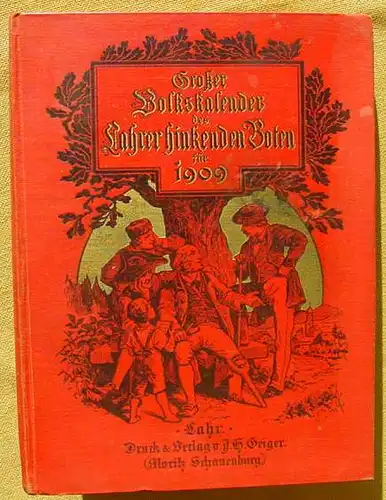 Großer
Volkskalender
des
Lahrer hinkenden Boten
für
1909
Lahr.
Druck & Verlag v. J. H. Geiger.
(Moritz Schauenburg)